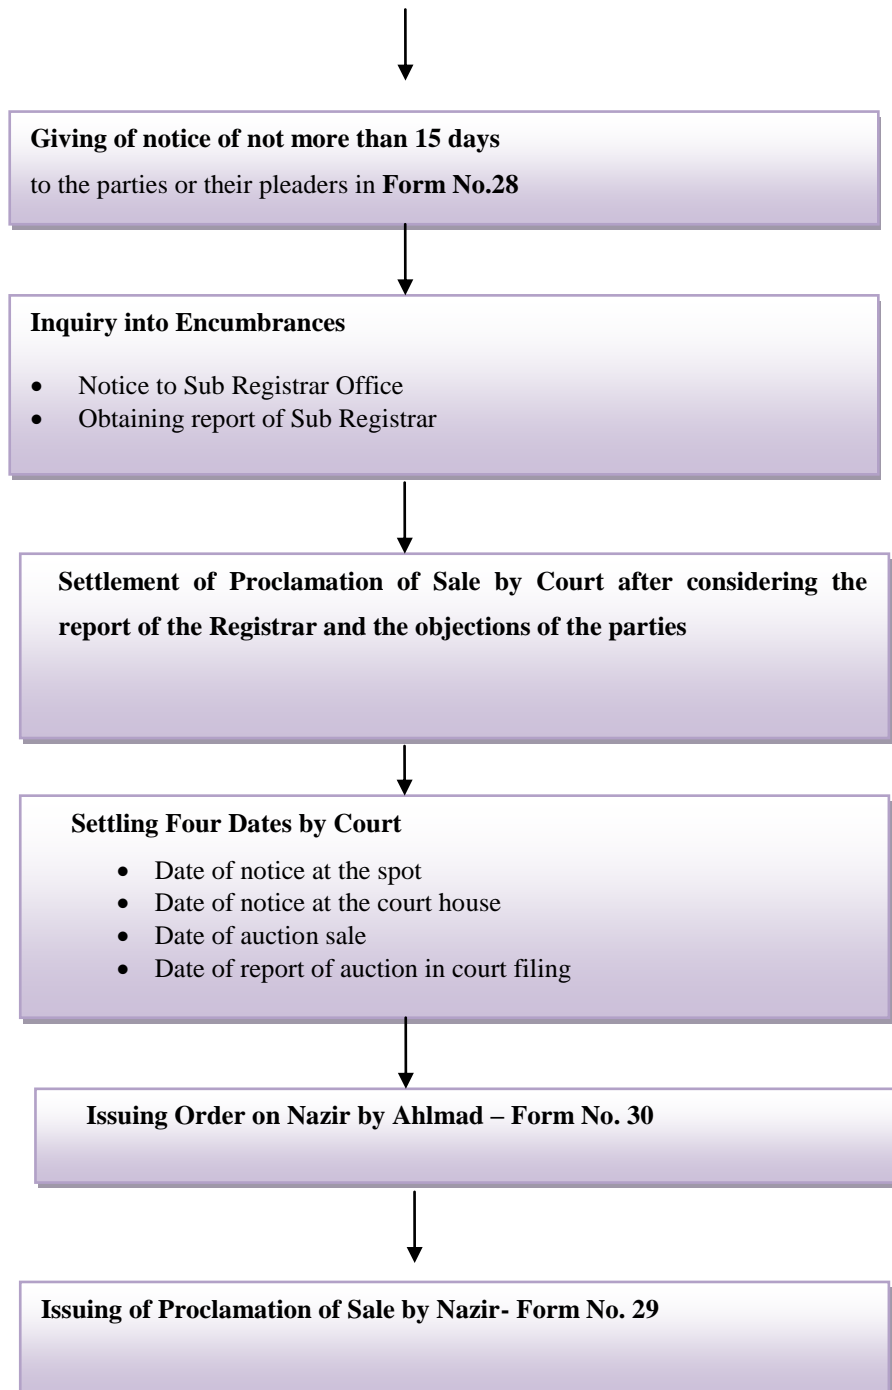 Giving of notice of not more than 15 days
to the parties or their pleaders in Form No.28
Inquiry into Encumbrances
• Notice to Sub Registrar Office
• Obtaining report of Sub Registrar
Settlement of Proclamation of Sale by Court after considering the
report of the Registrar and the objections of the parties
Settling Four Dates by Court
• Date of notice at the spot
• Date of notice at the court house
• Date of auction sale
• Date of report of auction in court filing
Issuing Order on Nazir by Ahlmad – Form No. 30
Issuing of Proclamation of Sale by Nazir- Form No. 29